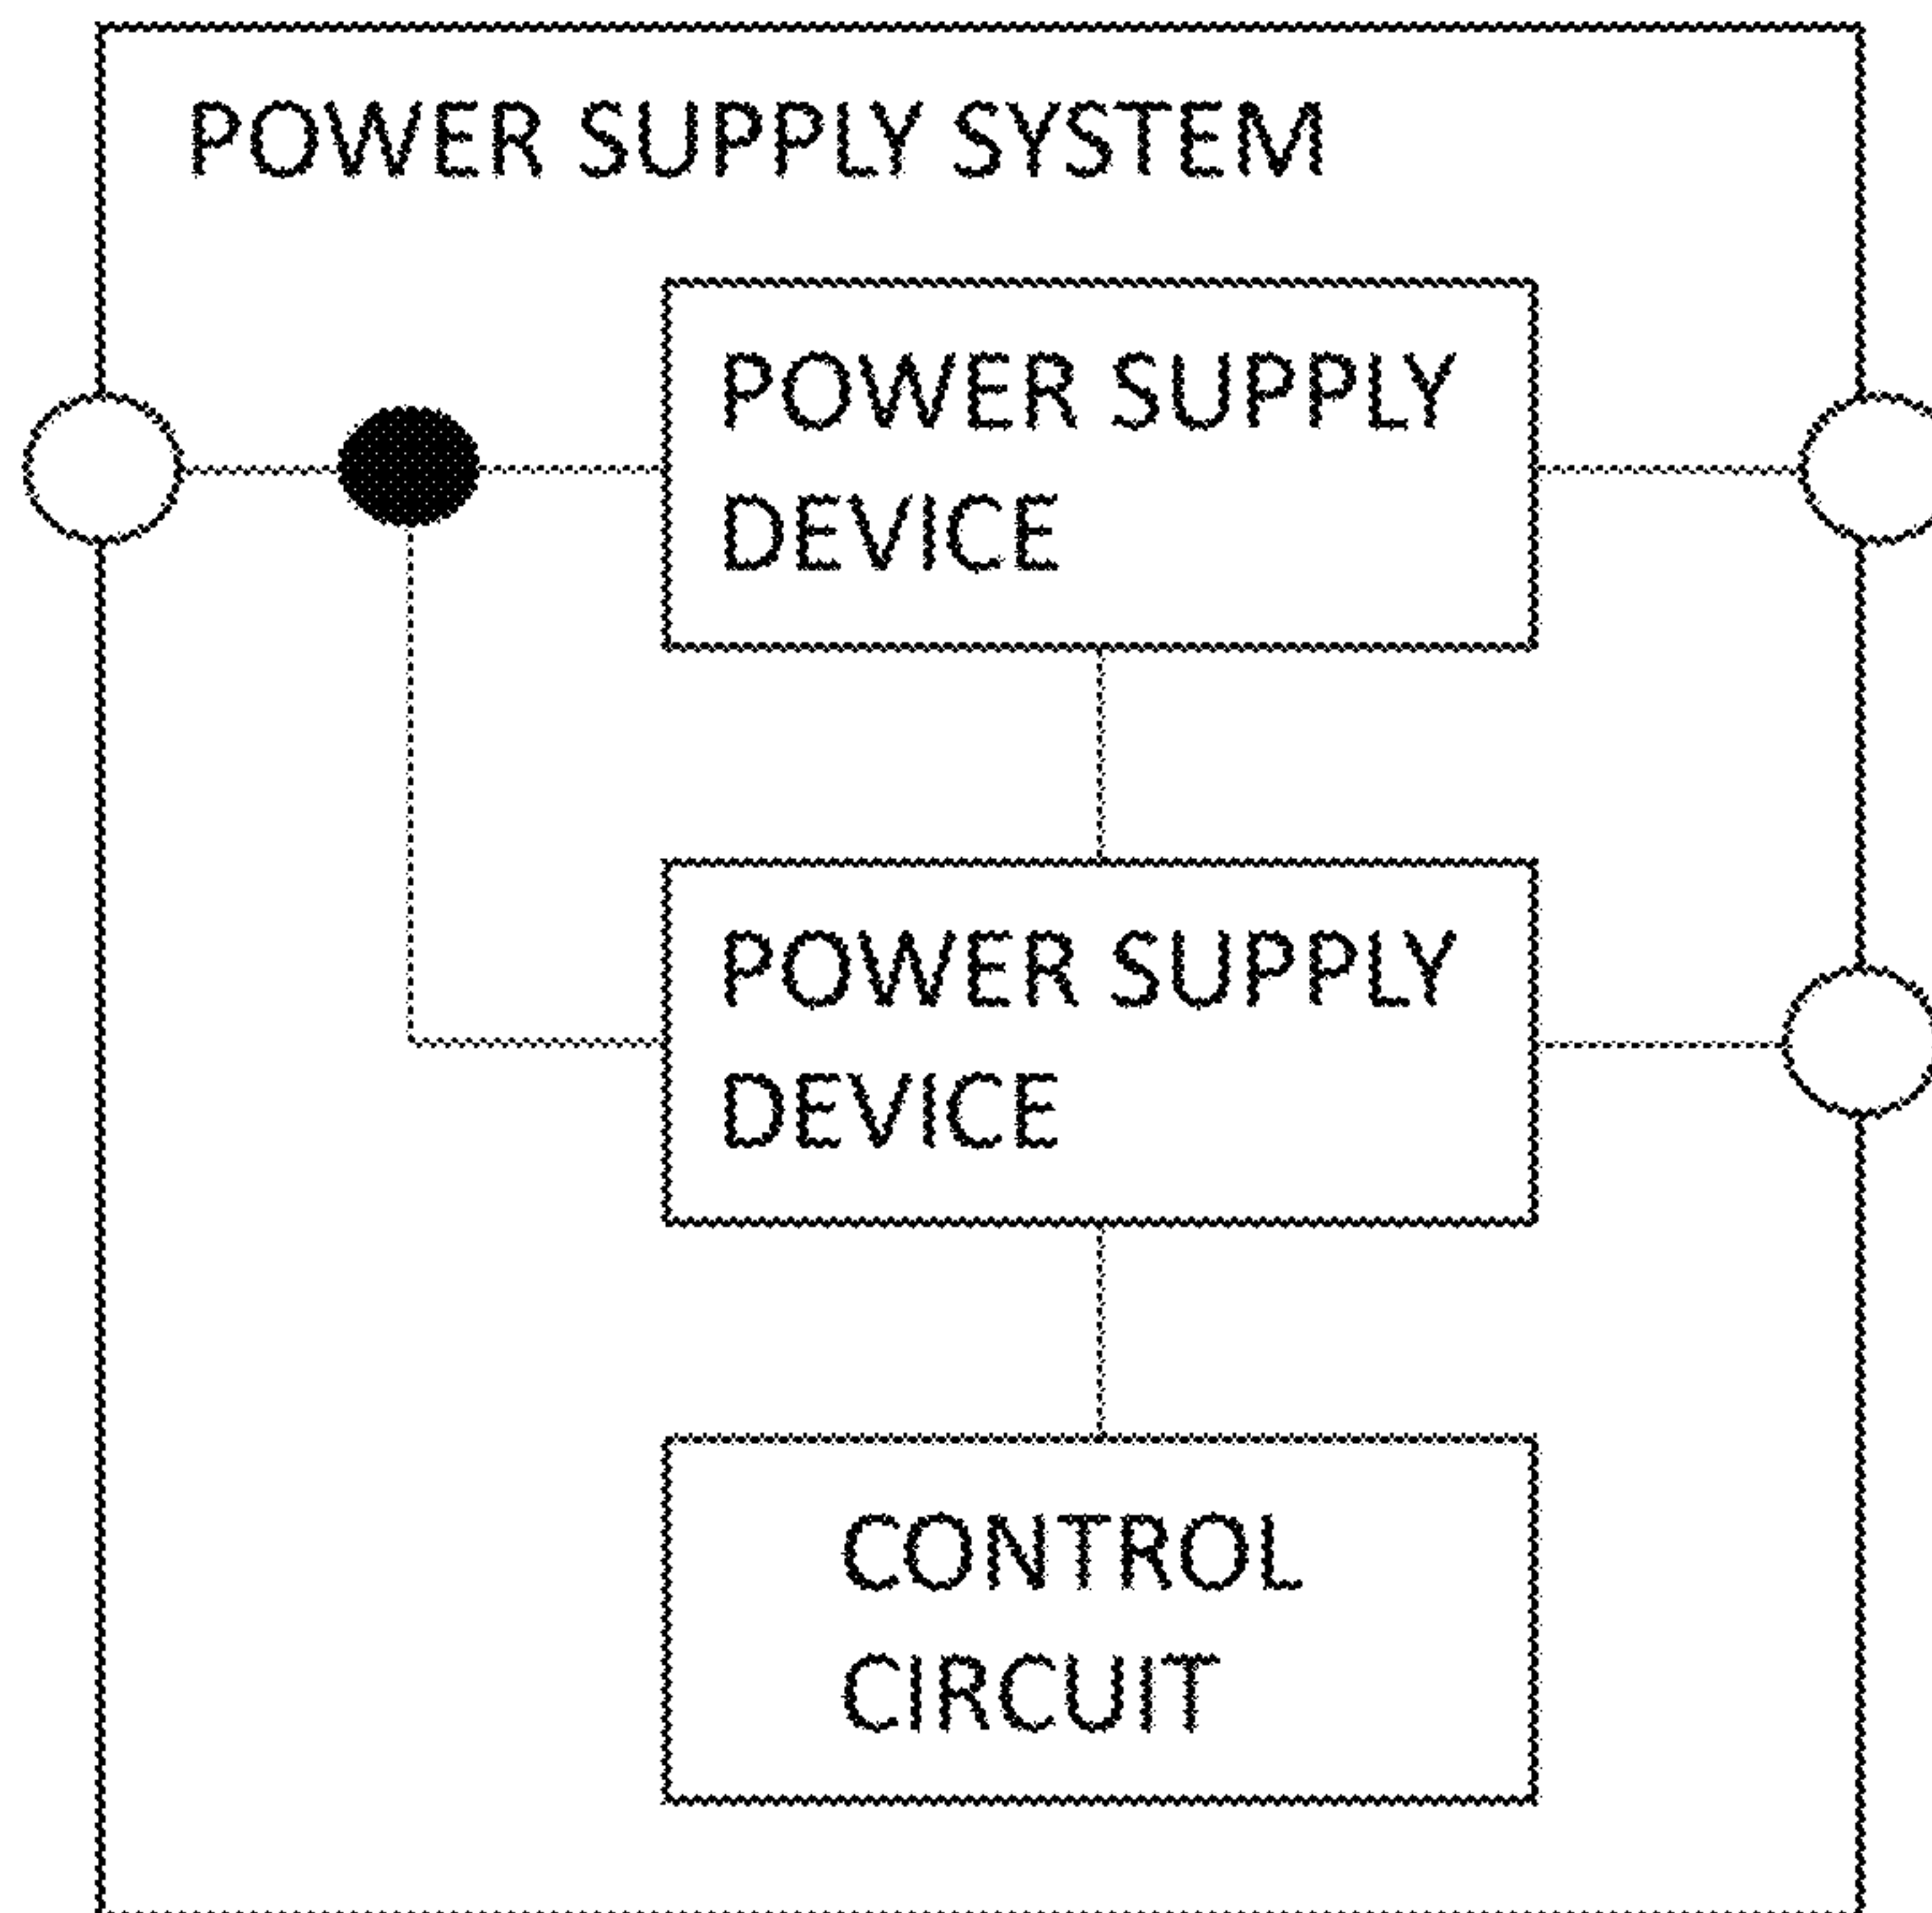 POWER SUPPLY SYSTEM
POWER SUPPLY
DEVICE
POWER SUPPLY
DEVICE
CONTROL
CIRCUIT